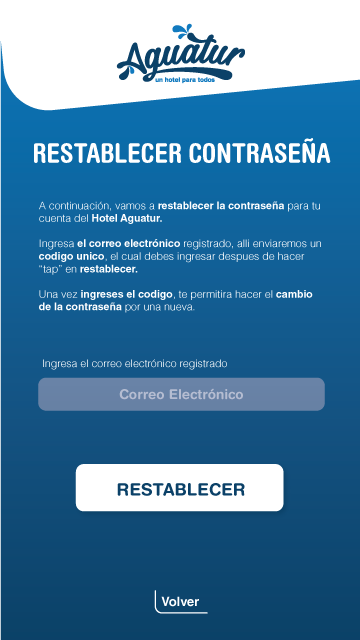 Aguatur
un hotel para todos
RESTABLECER CONTRASEÑA
A continuación, vamos a restablecer la contraseña para tu
cuenta del Hotel Aguatur.
Ingresa el correo electrónico registrado, alli enviaremos un
codigo unico, el cual debes ingresar despues de hacer
“tap” en restablecer.
Una vez ingreses el codigo, te permitira hacer el cambio
de la contraseña por una nueva.
Ingresa el correo electrónico registrado
Correo Electrónico
RESTABLECER
Volver